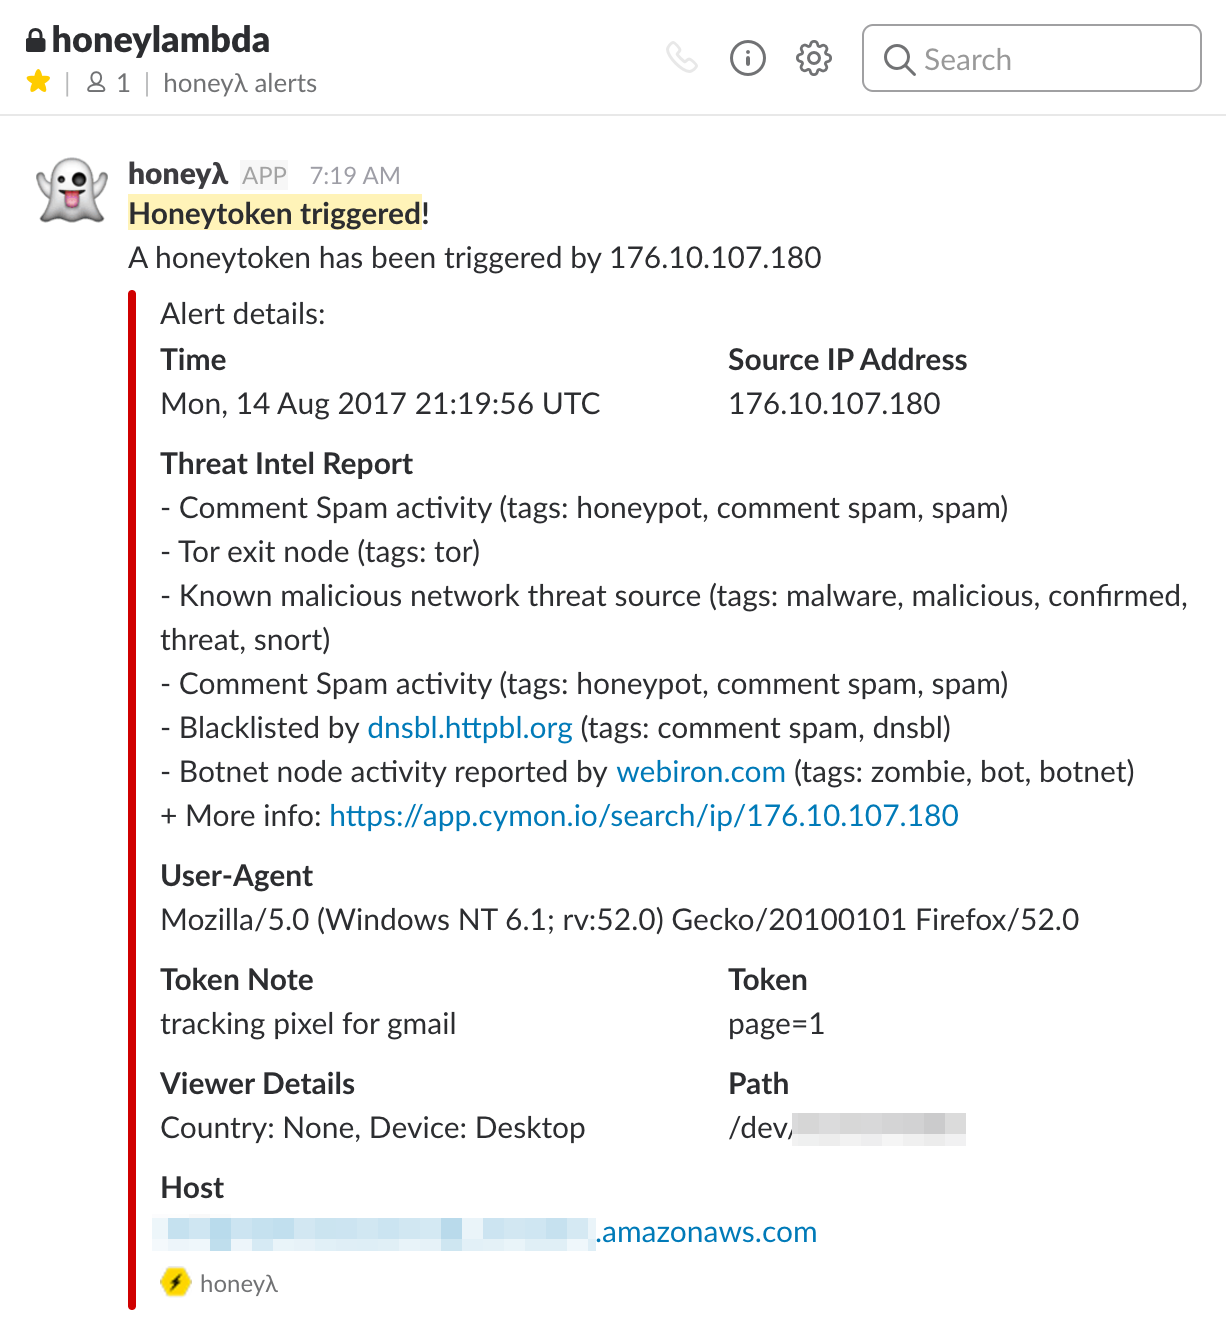 honeylambda
1
honeyλ alerts
Search
honeyλ APP 7:19 AM
Honeytoken triggered!
A honeytoken has been triggered by 176.10.107.180
Alert details:
Time
Source IP Address
Mon, 14 Aug 2017 21:19:56 UTC
176.10.107.180
Threat Intel Report
- Comment Spam activity (tags: honeypot, comment spam, spam)
- Tor exit node (tags: tor)
- Known malicious network threat source (tags: malware, malicious, confirmed,
threat, snort)
- Comment Spam activity (tags: honeypot, comment spam, spam)
- Blacklisted by dnsbl.httpbl.org (tags: comment spam, dnsbl)
- Botnet node activity reported by webiron.com (tags: zombie, bot, botnet)
+ More info: https://app.cymon.io/search/ip/176.10.107.180
User-Agent
Mozilla/5.0 (Windows NT 6.1; rv:52.0) Gecko/20100101 Firefox/52.0
Token Note
Token
tracking pixel for gmail
page=1
Viewer Details
Path
Country: None, Device: Desktop
/dev/
Host
.amazonaws.com
honeyλ